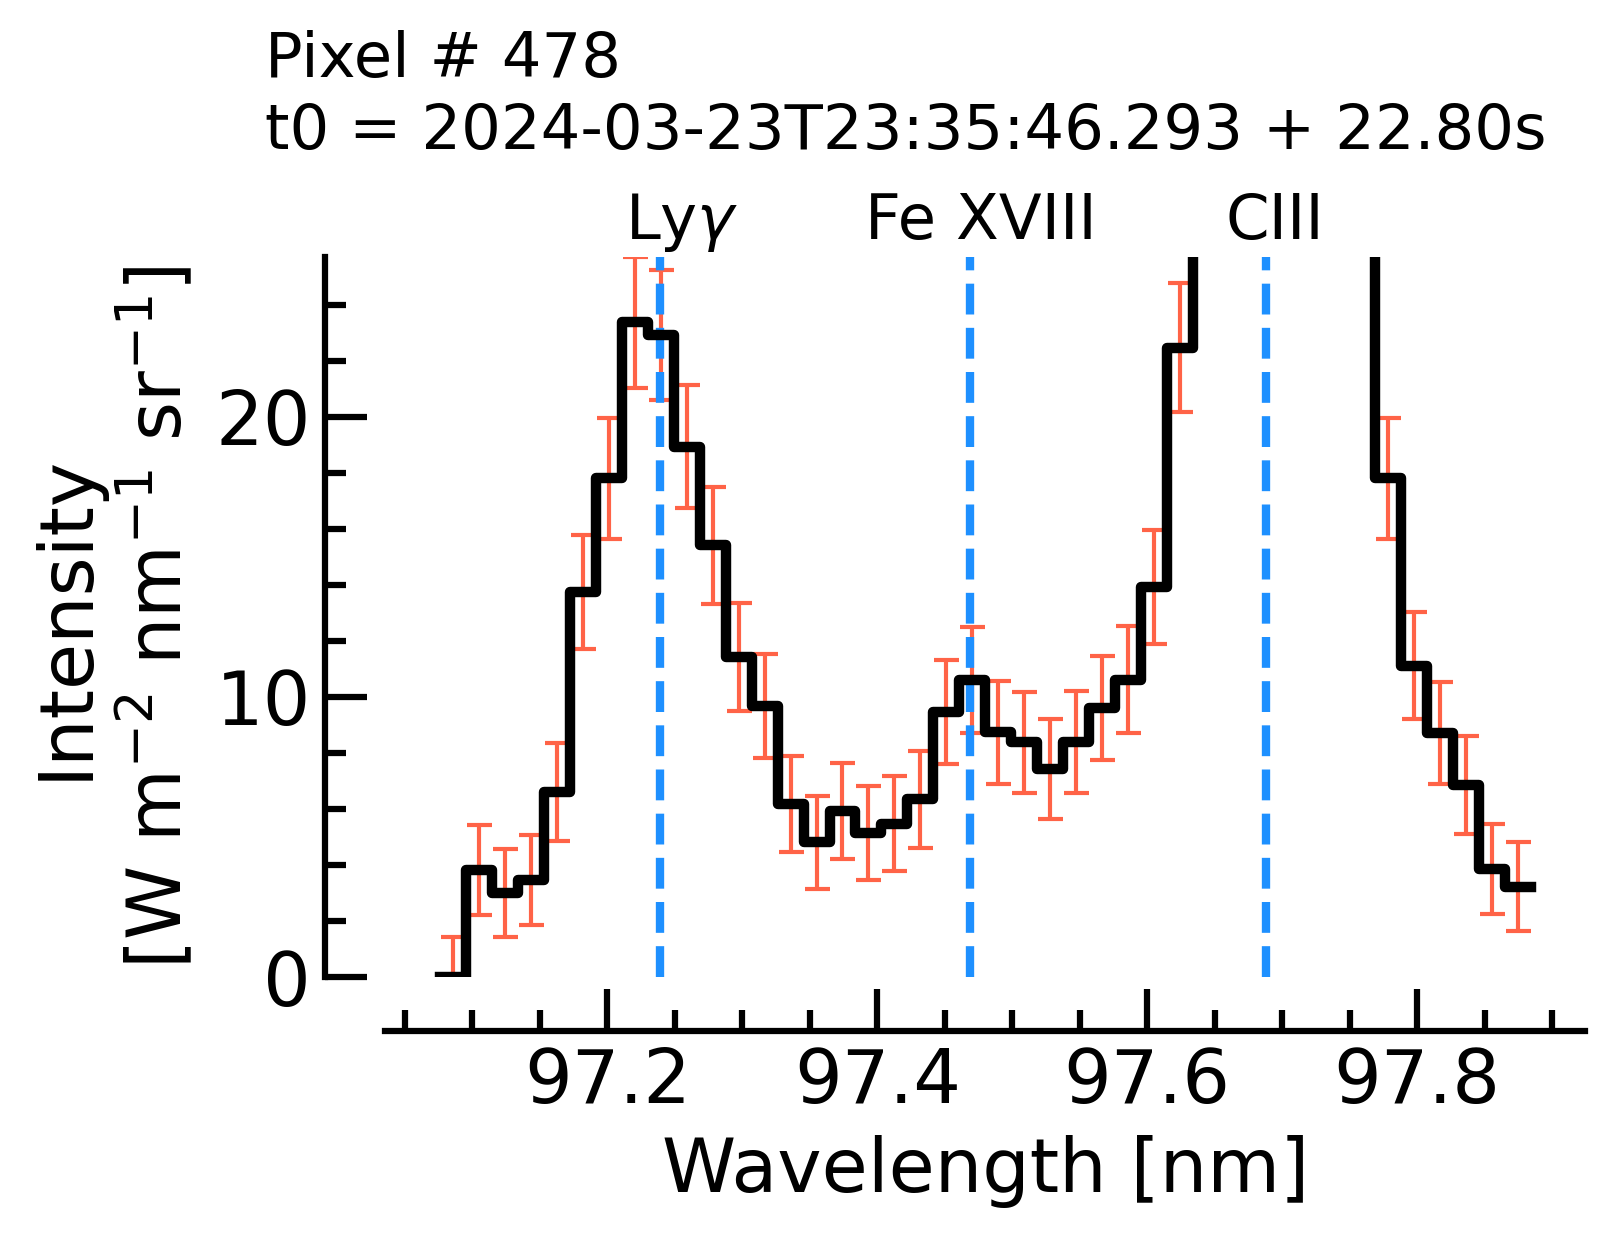 Pixel # 478
t0 = 2024-03-23T23:35:46.293 + 22.80s
Lyγ Fe XVIII CIII
Intensity
[W m⁻² nm⁻¹ sr⁻¹]
20
10
0
97.2 97.4 97.6 97.8
Wavelength [nm]